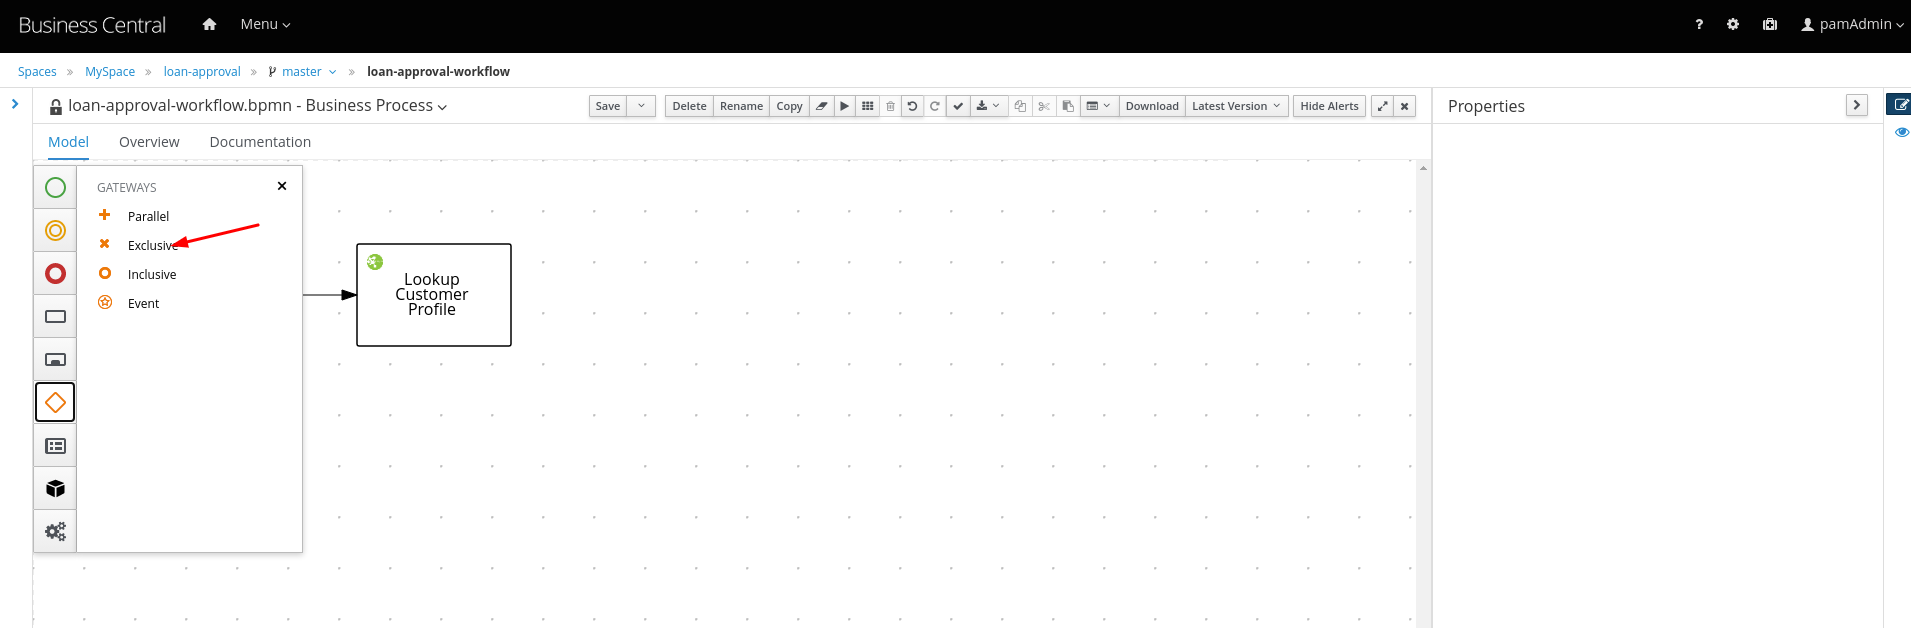 Business Central
Menu
?
pamAdmin
Spaces » MySpace » loan-approval » master » loan-approval-workflow
loan-approval-workflow.bpmn - Business Process
Save
Delete Rename Copy
Download Latest Version
Hide Alerts
Properties
Model Overview Documentation
GATEWAYS
Parallel
Exclusive
Inclusive
Event
Lookup
Customer
Profile